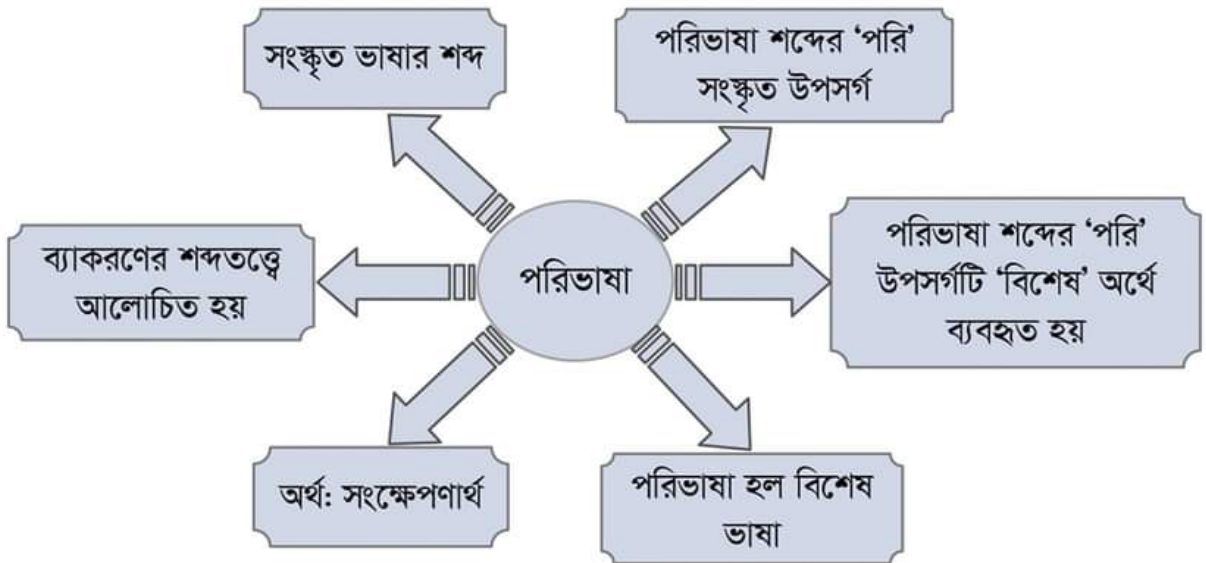 সংস্কৃত ভাষার শব্দ
পরিভাষা শব্দের ‘পরি’
সংস্কৃত উপসর্গ
ব্যাকরণের শব্দতত্ত্বে
আলোচিত হয়
পরিভাষা
পরিভাষা শব্দের ‘পরি’
উপসর্গটি ‘বিশেষ’ অর্থে
ব্যবহৃত হয়
অর্থ: সংক্ষেপণার্থ
পরিভাষা হল বিশেষ
ভাষা